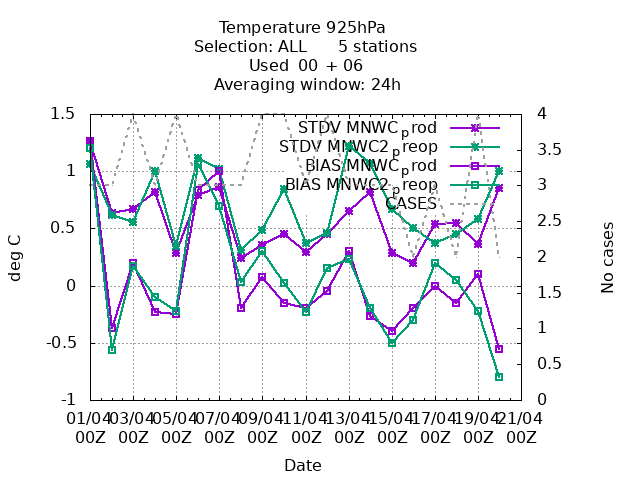 Temperature 925hPa
Selection: ALL 5 stations
Used 00 + 06
Averaging window: 24h
STDV MNWC_prod
STDV MNWC2_preop
BIAS MNWC_prod
BIAS MNWC2_preop
CASES
1.5
1
0.5
0
-0.5
-1
deg C
4
3.5
3
2.5
2
1.5
1
0.5
0
No cases
01/04 03/04 05/04 07/04 09/04 11/04 13/04 15/04 17/04 19/04 21/04
00Z 00Z 00Z 00Z 00Z 00Z 00Z 00Z 00Z 00Z 00Z
Date